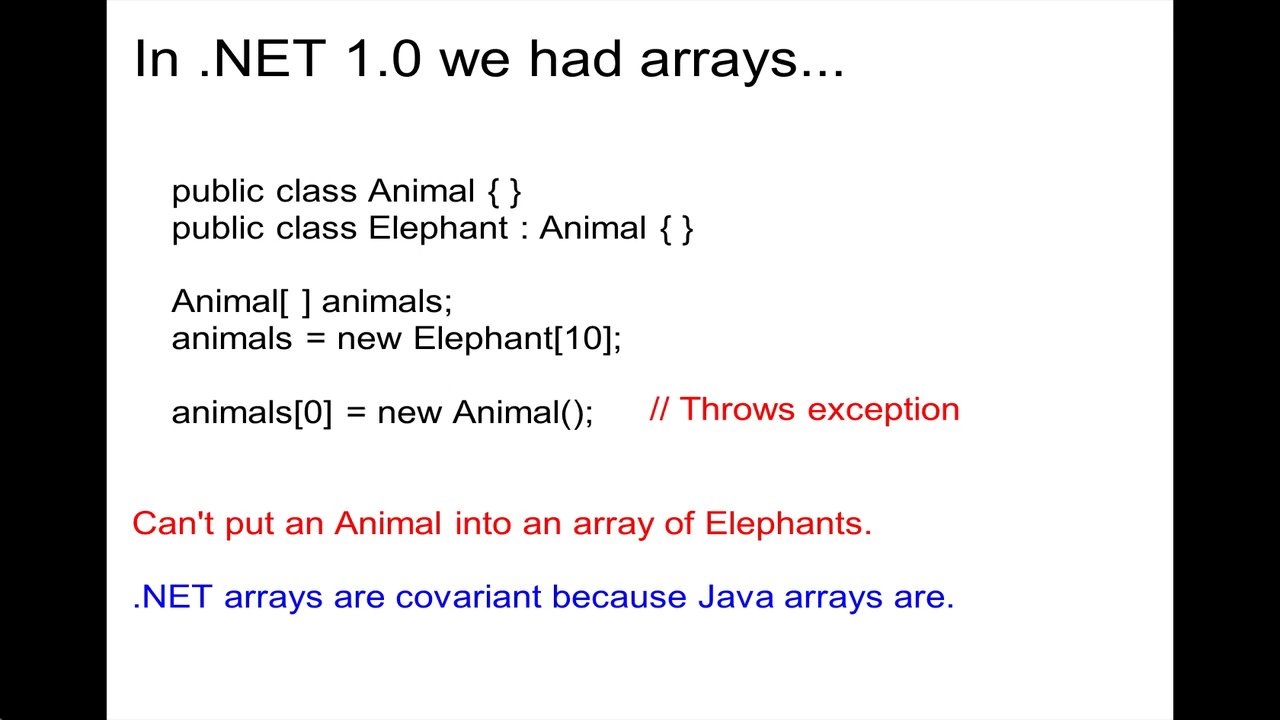 In .NET 1.0 we had arrays...
public class Animal { }
public class Elephant : Animal { }
Animal[ ] animals;
animals = new Elephant[10];
animals[0] = new Animal(); // Throws exception
Can't put an Animal into an array of Elephants.
.NET arrays are covariant because Java arrays are.